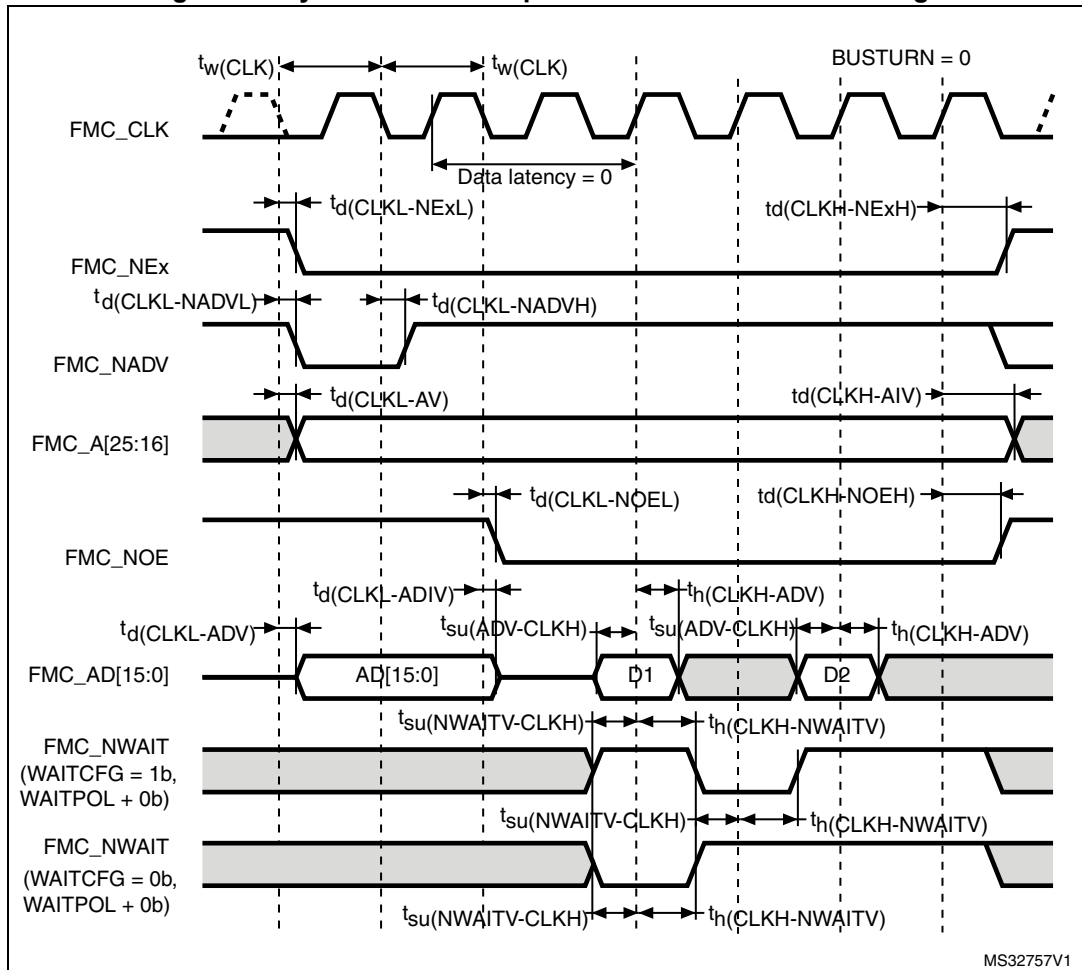 BUSTURN = 0
tw(CLK)
tw(CLK)
FMC_CLK
Data latency = 0
td(CLKL-NExL)
td(CLKH-NExH)
FMC_NEx
td(CLKL-NADVL)
td(CLKL-NADVH)
FMC_NADV
td(CLKL-AV)
td(CLKH-AIV)
FMC_A[25:16]
td(CLKL-NOEL)
td(CLKH-NOEH)
FMC_NOE
td(CLKL-ADIV)
th(CLKH-ADV)
td(CLKL-ADV)
tsu(ADV-CLKH)
tsu(ADV-CLKH)
th(CLKH-ADV)
FMC_AD[15:0]
AD[15:0]
D1
D2
tsu(NWAITV-CLKH)
th(CLKH-NWAITV)
FMC_NWAIT
(WAITCFG = 1b,
WAITPOL + 0b)
tsu(NWAITV-CLKH)
th(CLKH-NWAITV)
FMC_NWAIT
(WAITCFG = 0b,
WAITPOL + 0b)
tsu(NWAITV-CLKH)
th(CLKH-NWAITV)
MS32757V1